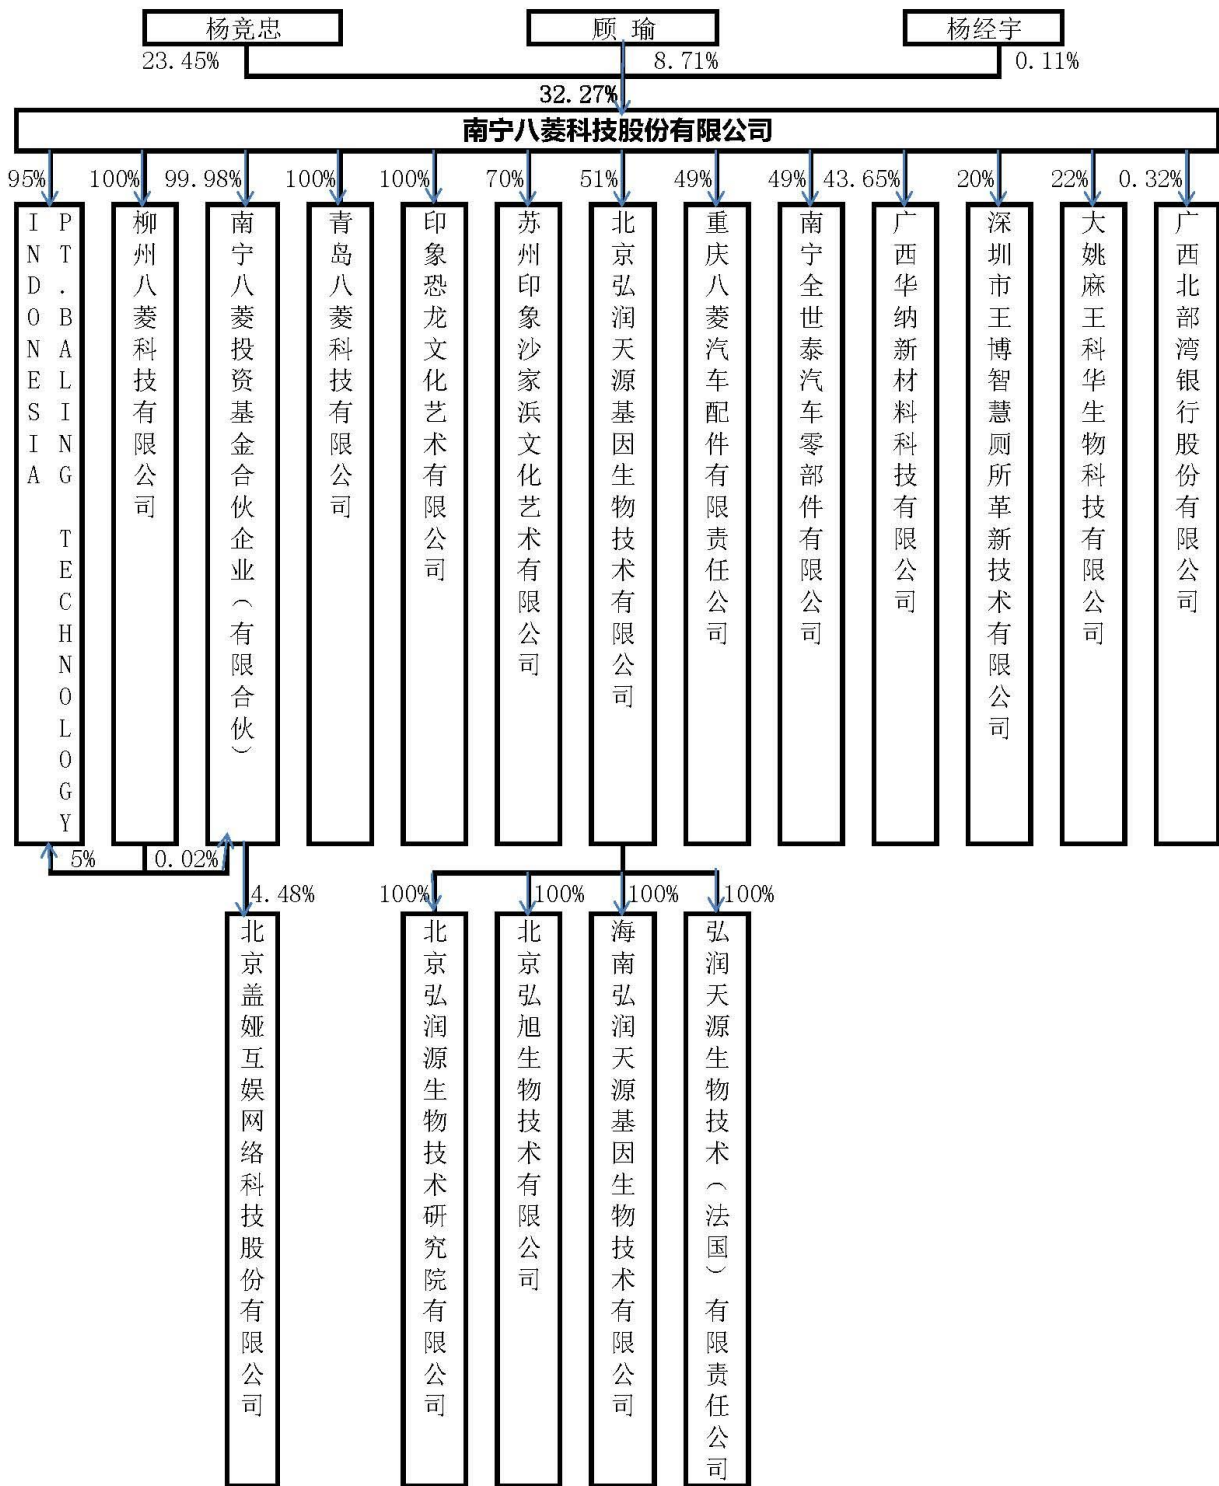 杨竞忠
顾 瑜
杨经宇
23.45%
8.71%
0.11%
32.27%
南宁八菱科技股份有限公司
95%
100%
99.98%
100%
100%
70%
51%
49%
49%
43.65%
20%
22%
0.32%
PT.BALING TECHNOLOGY
INDONESIA
柳州八菱科技有限公司
南宁八菱投资基金合伙企业（有限合伙）
青岛八菱科技有限公司
印象恐龙文化艺术有限公司
苏州印象沙家浜文化艺术有限公司
北京弘润天源基因生物技术有限公司
重庆八菱汽车配件有限责任公司
南宁全世泰汽车零部件有限公司
广西华纳新材料科技有限公司
深圳市王博智慧厕所革新技术有限公司
大姚麻王科华生物科技有限公司
广西北部湾银行股份有限公司
5%
0.02%
4.48%
100%
100%
100%
100%
北京盖娅互娱网络科技股份有限公司
北京弘润源生物技术研究院有限公司
北京弘旭生物技术有限公司
海南弘润天源基因生物技术有限公司
弘润天源生物技术（法国）有限责任公司